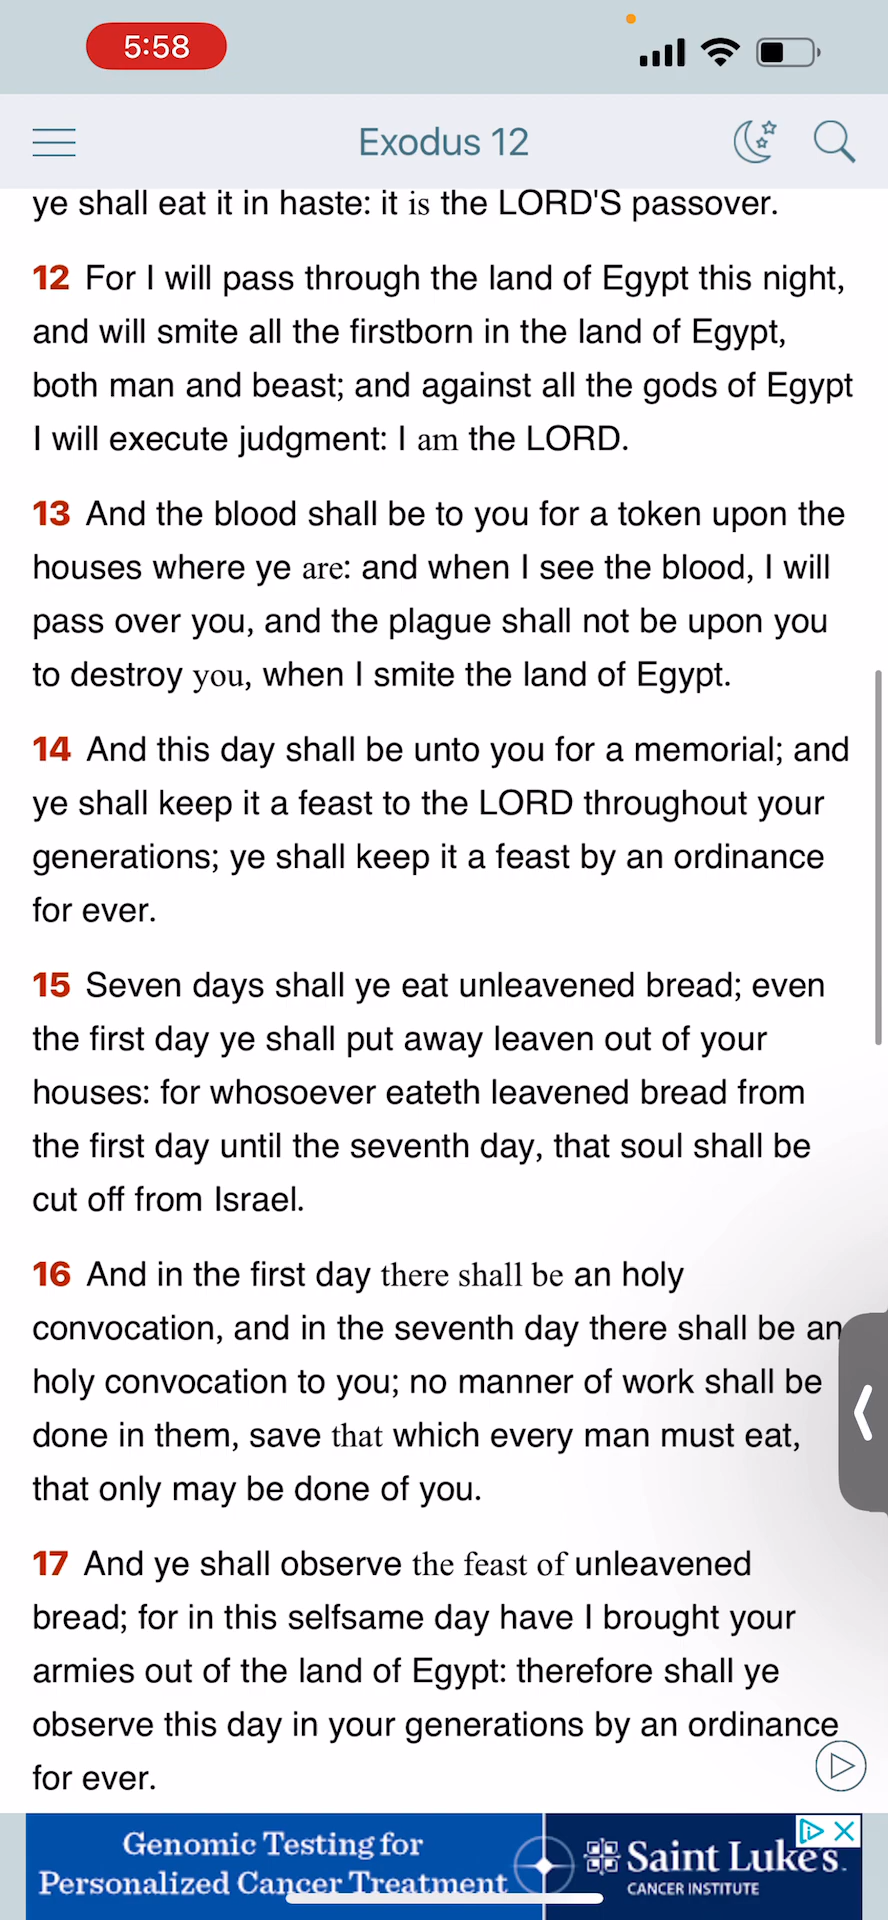 5:58
Exodus 12
ye shall eat it in haste: it is the LORD'S passover.
12 For I will pass through the land of Egypt this night,
and will smite all the firstborn in the land of Egypt,
both man and beast; and against all the gods of Egypt
I will execute judgment: I am the LORD.
13 And the blood shall be to you for a token upon the
houses where ye are: and when I see the blood, I will
pass over you, and the plague shall not be upon you
to destroy you, when I smite the land of Egypt.
14 And this day shall be unto you for a memorial; and
ye shall keep it a feast to the LORD throughout your
generations; ye shall keep it a feast by an ordinance
for ever.
15 Seven days shall ye eat unleavened bread; even
the first day ye shall put away leaven out of your
houses: for whosoever eateth leavened bread from
the first day until the seventh day, that soul shall be
cut off from Israel.
16 And in the first day there shall be an holy
convocation, and in the seventh day there shall be an
holy convocation to you; no manner of work shall be
done in them, save that which every man must eat,
that only may be done of you.
17 And ye shall observe the feast of unleavened
bread; for in this selfsame day have I brought your
armies out of the land of Egypt: therefore shall ye
observe this day in your generations by an ordinance
for ever.
Genomic Testing for
Personalized Cancer Treatment
Saint Luke's.
CANCER INSTITUTE